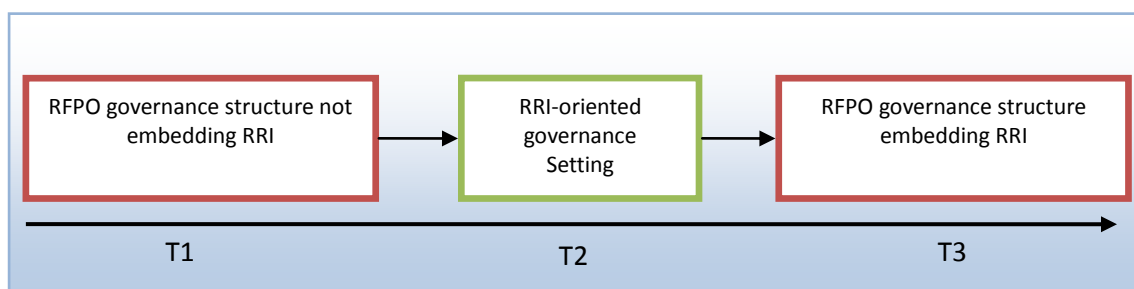 RFPO governance structure not
embedding RRI
RRI-oriented
governance
Setting
RFPO governance structure
embedding RRI
T1
T2
T3